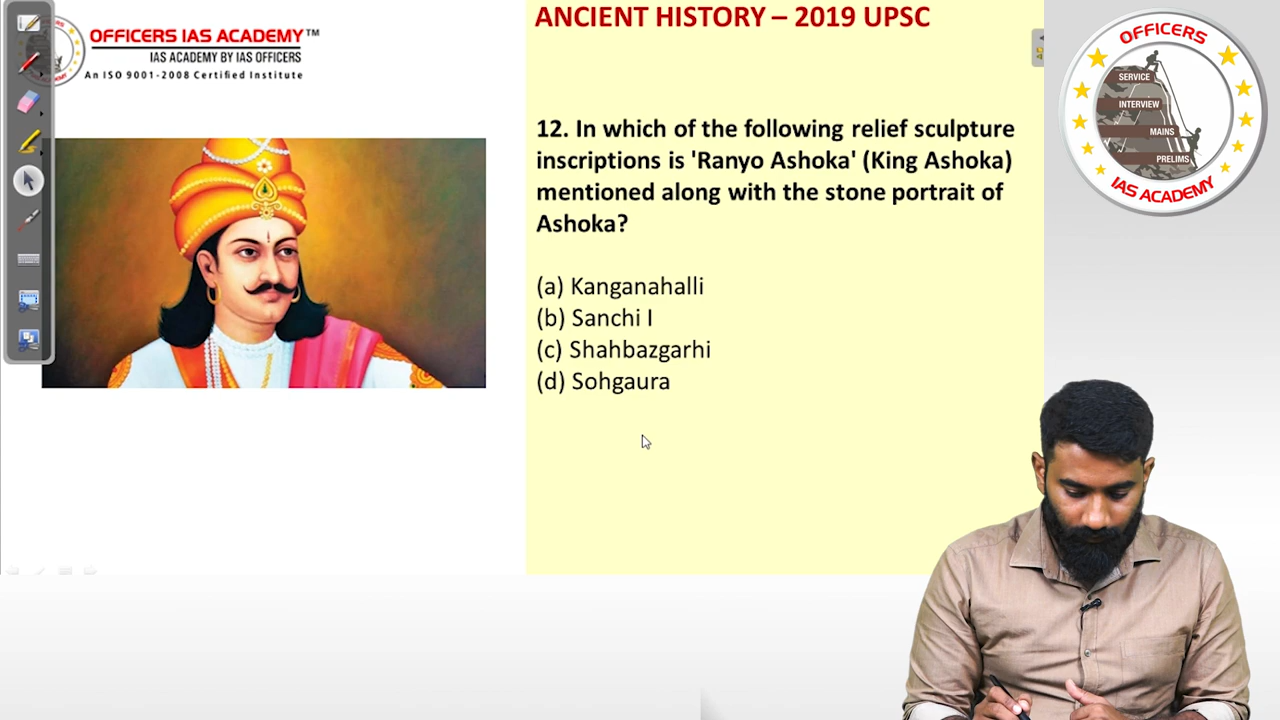 OFFICERS IAS ACADEMY™
IAS ACADEMY BY IAS OFFICERS
An ISO 9001-2008 Certified Institute
ANCIENT HISTORY – 2019 UPSC
12. In which of the following relief sculpture
inscriptions is 'Ranyo Ashoka' (King Ashoka)
mentioned along with the stone portrait of
Ashoka?
(a) Kanganahalli
(b) Sanchi I
(c) Shahbazgarhi
(d) Sohgaura
OFFICERS
SERVICE
INTERVIEW
MAINS
PRELIMS
IAS ACADEMY